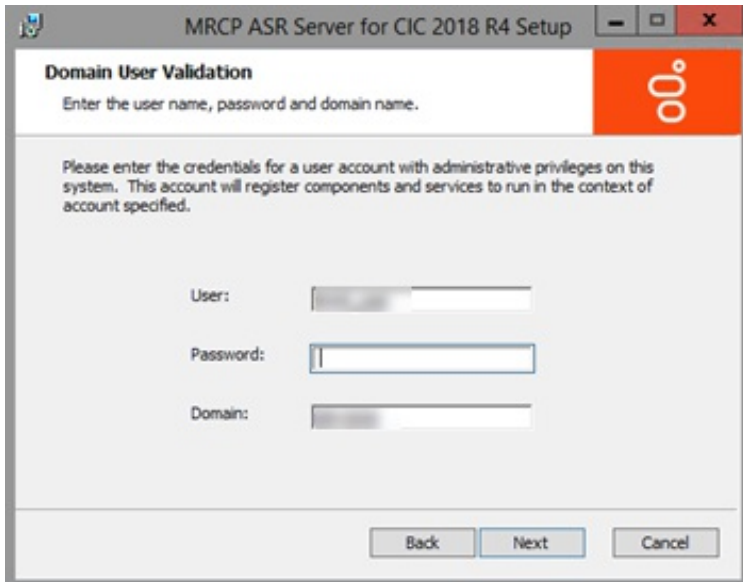 MRCP ASR Server for CIC 2018 R4 Setup
Domain User Validation
Enter the user name, password and domain name.
Please enter the credentials for a user account with administrative privileges on this
system. This account will register components and services to run in the context of
account specified.
User:
Password:
Domain:
Back Next Cancel